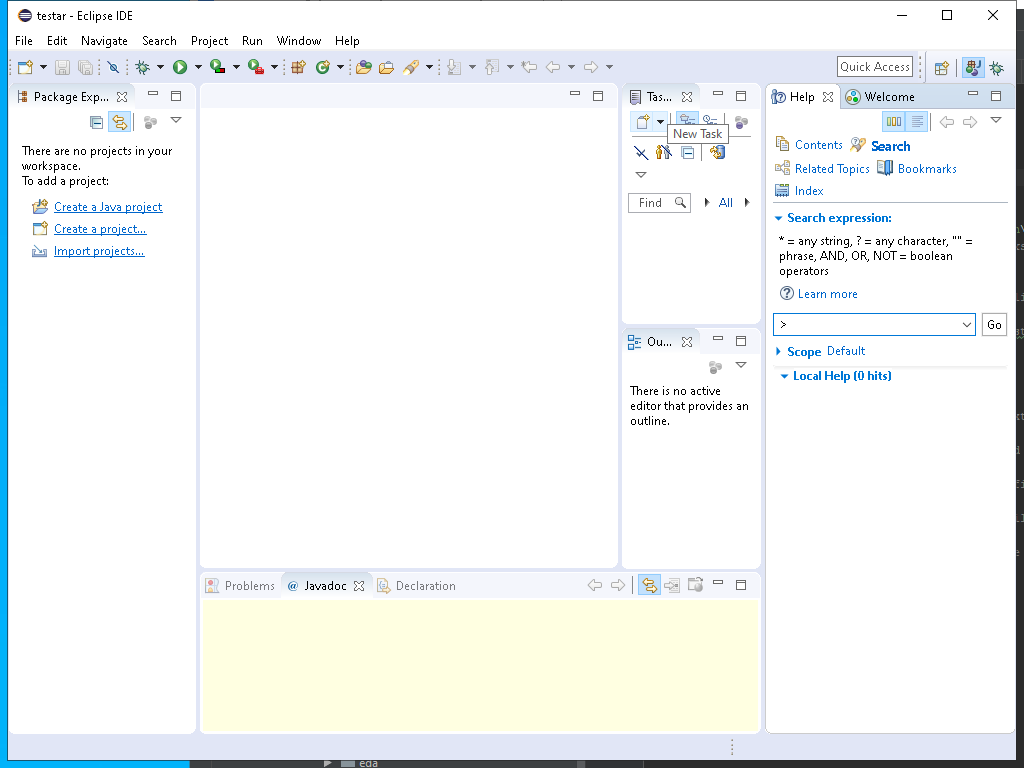 testar - Eclipse IDE
File Edit Navigate Search Project Run Window Help
Quick Access
Package Exp...
There are no projects in your
workspace.
To add a project:
Create a Java project
Create a project...
Import projects...
Tas...
New Task
Find
All
Ou...
There is no active
editor that provides an
outline.
Help
Welcome
Contents
Search
Related Topics
Bookmarks
Index
Search expression:
* = any string, ? = any character, "" =
phrase, AND, OR, NOT = boolean
operators
Learn more
>
Go
Scope Default
Local Help (0 hits)
Problems
@ Javadoc
Declaration
eda